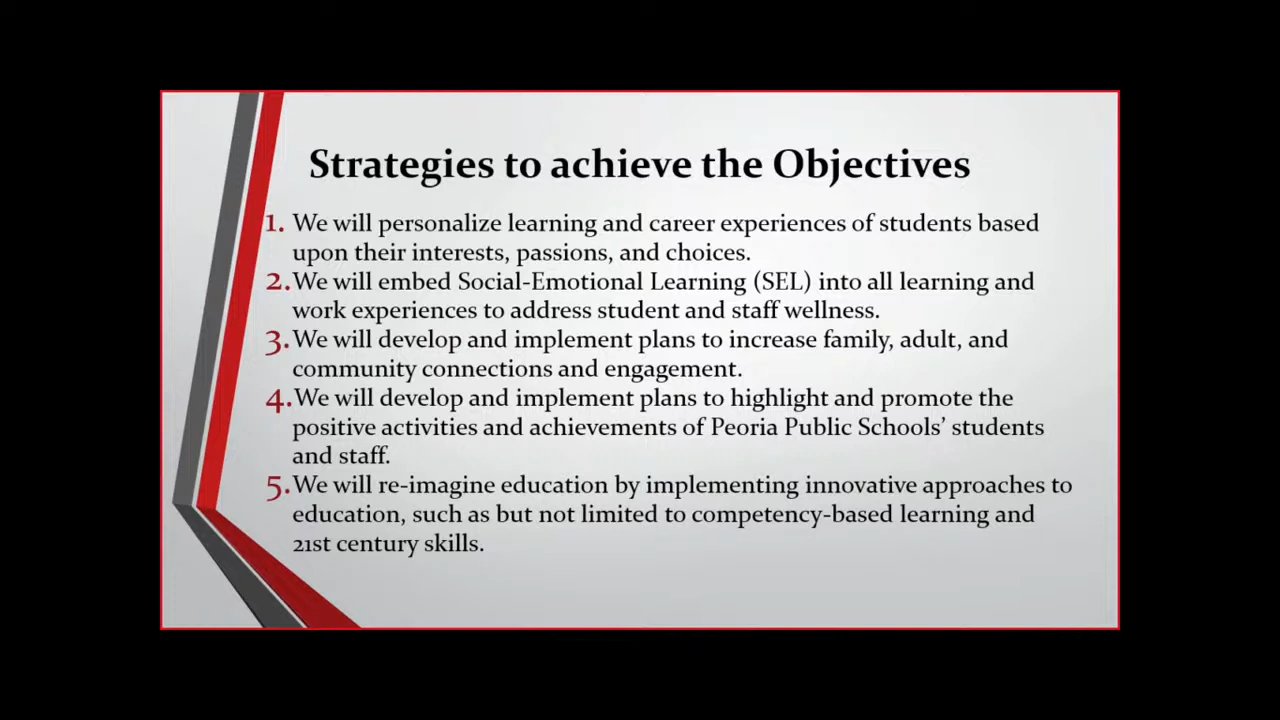 Strategies to achieve the Objectives
1. We will personalize learning and career experiences of students based
upon their interests, passions, and choices.
2. We will embed Social-Emotional Learning (SEL) into all learning and
work experiences to address student and staff wellness.
3. We will develop and implement plans to increase family, adult, and
community connections and engagement.
4. We will develop and implement plans to highlight and promote the
positive activities and achievements of Peoria Public Schools’ students
and staff.
5. We will re-imagine education by implementing innovative approaches to
education, such as but not limited to competency-based learning and
21st century skills.